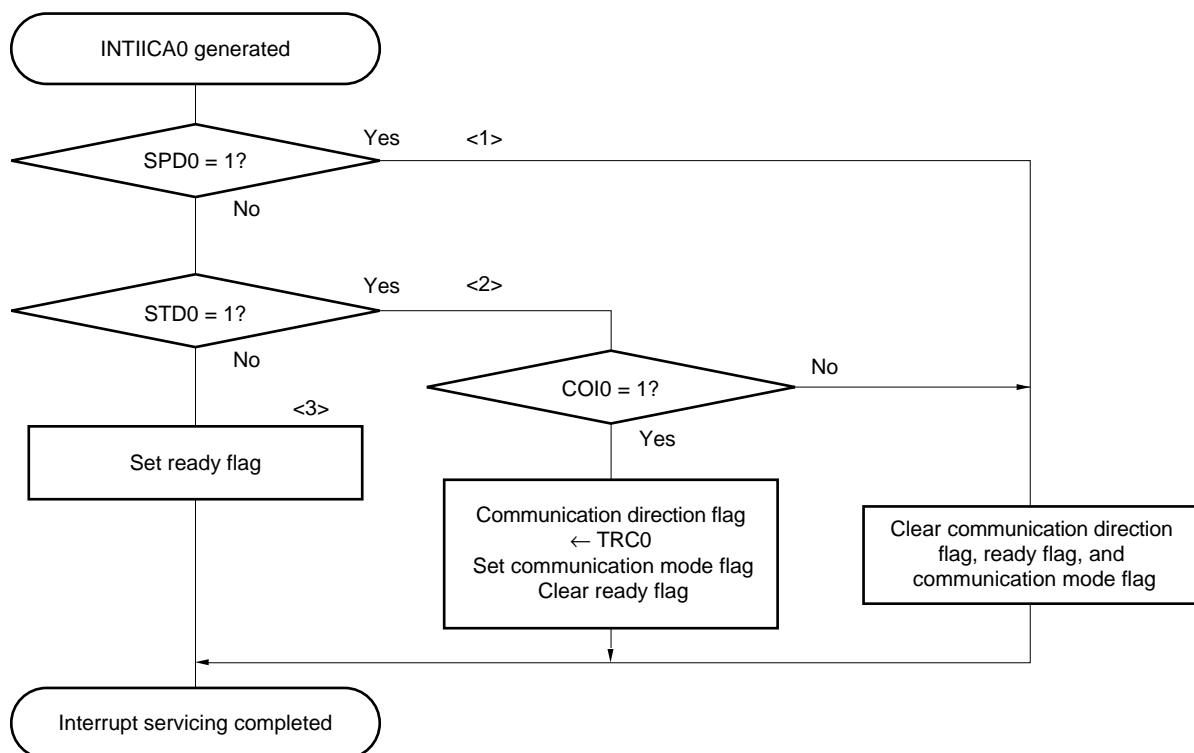 INTIICA0 generated
Yes
<1>
SPD0 = 1?
No
Yes
<2>
STD0 = 1?
No
COI0 = 1?
No
<3>
Yes
Set ready flag
Communication direction flag
← TRC0
Set communication mode flag
Clear ready flag
Clear communication direction
flag, ready flag, and
communication mode flag
Interrupt servicing completed